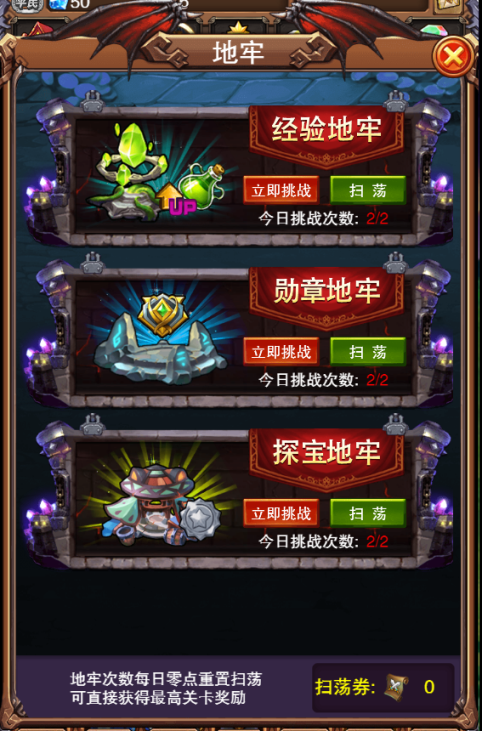 50
地牢
经验地牢
UP
立即挑战 扫荡
今日挑战次数: 2/2
勋章地牢
立即挑战 扫荡
今日挑战次数: 2/2
探宝地牢
立即挑战 扫荡
今日挑战次数: 2/2
地牢次数每日零点重置扫荡
可直接获得最高关卡奖励
扫荡券: 0